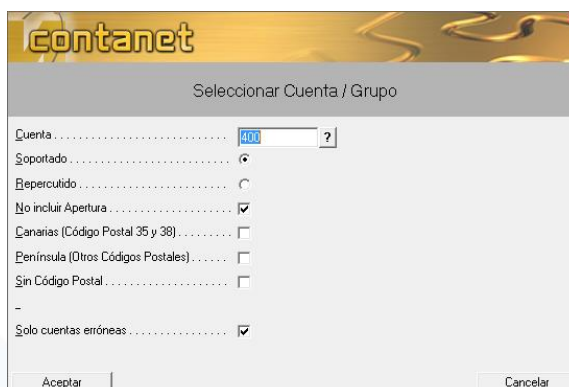 contanet
Seleccionar Cuenta / Grupo
Cuenta . . . . . . . . . . . . . . . . . . . . . . . . . . . . 400 ?
Soportado . . . . . . . . . . . . . . . . . . . . . . . . . .
Repercutido . . . . . . . . . . . . . . . . . . . . . . . .
No incluir Apertura . . . . . . . . . . . . . . . . . . .
Canarias (Código Postal 35 y 38) . . . . . . . . .
Península (Otros Códigos Postales) . . . . . .
Sin Código Postal . . . . . . . . . . . . . . . . . . . .
-
Solo cuentas erróneas . . . . . . . . . . . . . . . .
Aceptar Cancelar